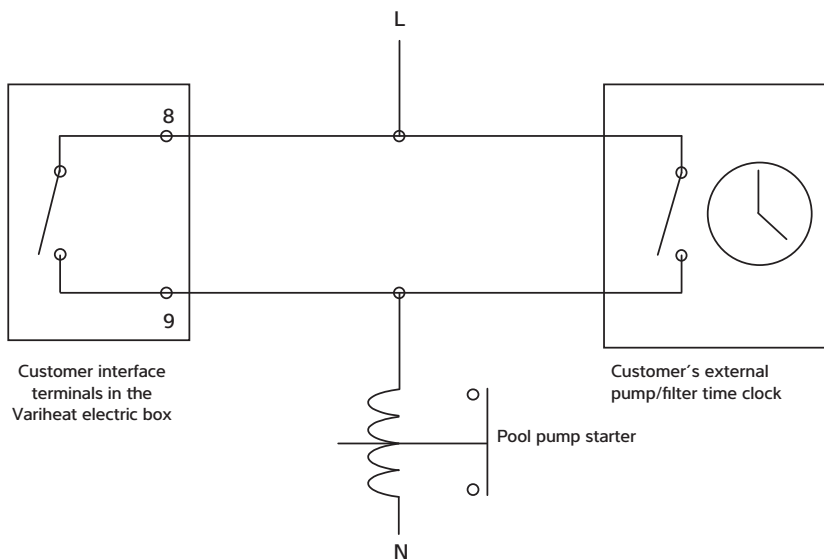 L
8
9
Customer interface
terminals in the
Variheat electric box
Customer´s external
pump/filter time clock
Pool pump starter
N